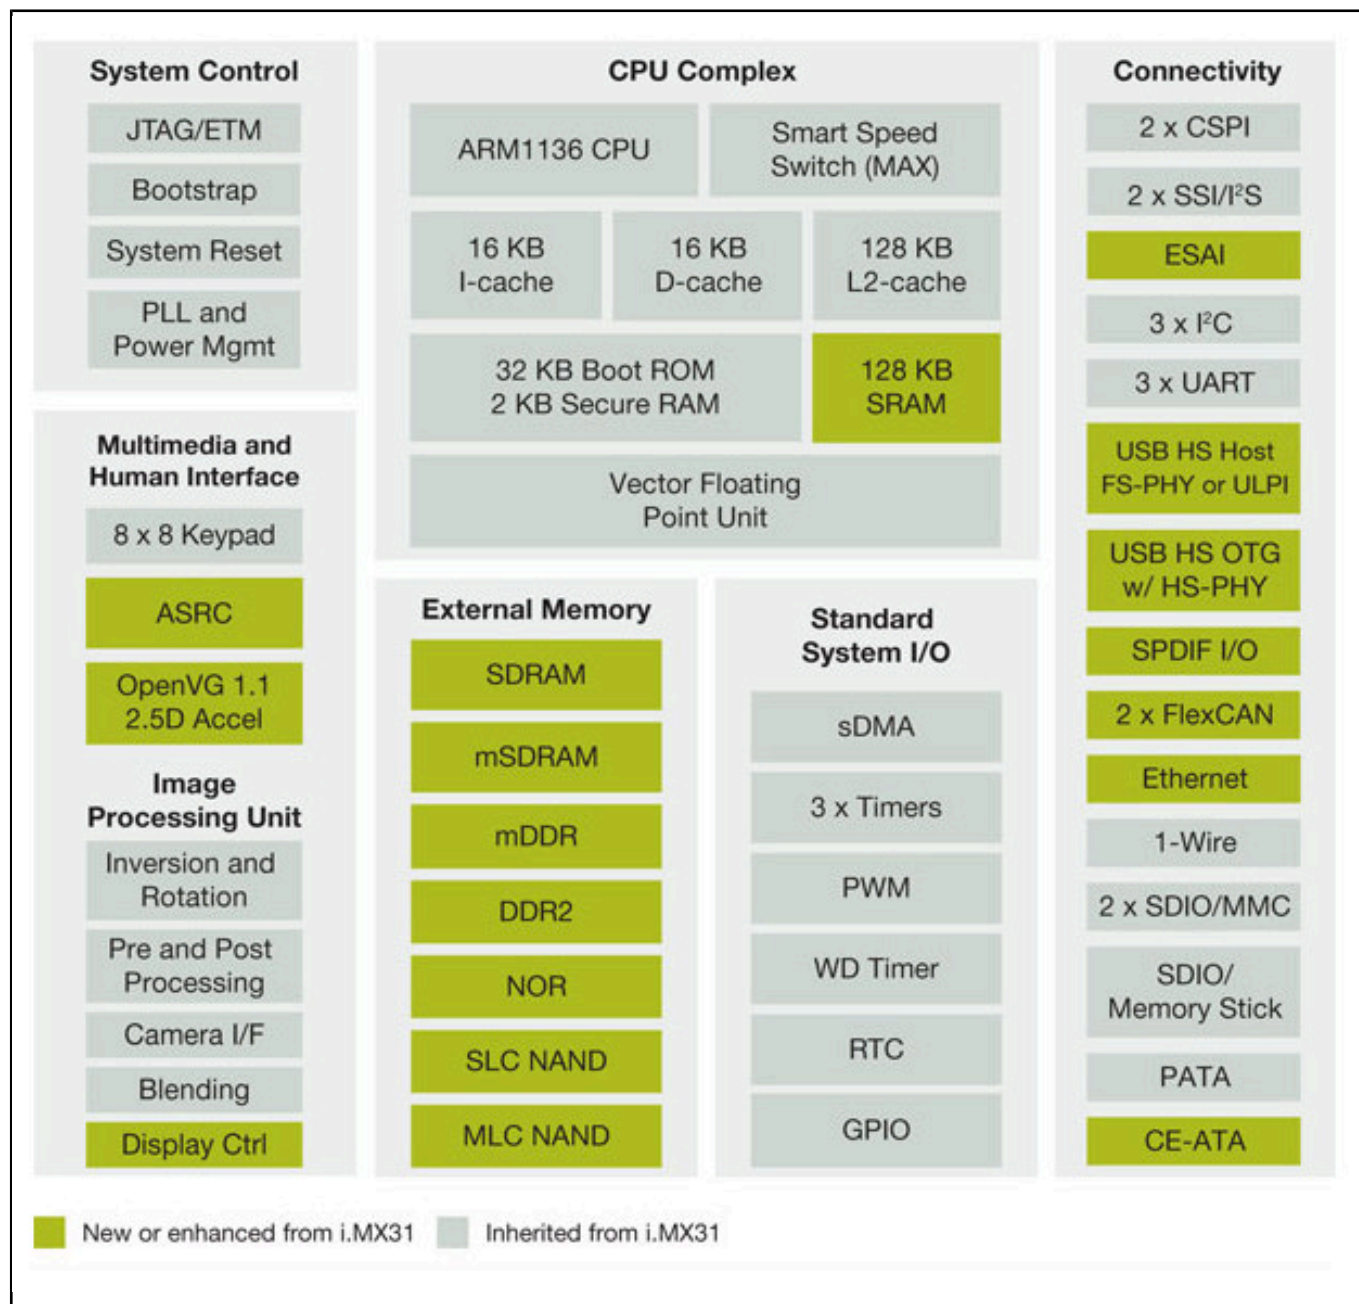 System Control
JTAG/ETM
Bootstrap
System Reset
PLL and
Power Mgmt
Multimedia and
Human Interface
8 x 8 Keypad
ASRC
OpenVG 1.1
2.5D Accel
Image
Processing Unit
Inversion and
Rotation
Pre and Post
Processing
Camera I/F
Blending
Display Ctrl
CPU Complex
ARM1136 CPU
Smart Speed
Switch (MAX)
16 KB
I-cache
16 KB
D-cache
128 KB
L2-cache
32 KB Boot ROM
2 KB Secure RAM
128 KB
SRAM
Vector Floating
Point Unit
External Memory
SDRAM
mSDRAM
mDDR
DDR2
NOR
SLC NAND
MLC NAND
Standard
System I/O
sDMA
3 x Timers
PWM
WD Timer
RTC
GPIO
Connectivity
2 x CSPI
2 x SSI/I²S
ESAI
3 x I²C
3 x UART
USB HS Host
FS-PHY or ULPI
USB HS OTG
w/ HS-PHY
SPDIF I/O
2 x FlexCAN
Ethernet
1-Wire
2 x SDIO/MMC
SDIO/
Memory Stick
PATA
CE-ATA
New or enhanced from i.MX31
Inherited from i.MX31